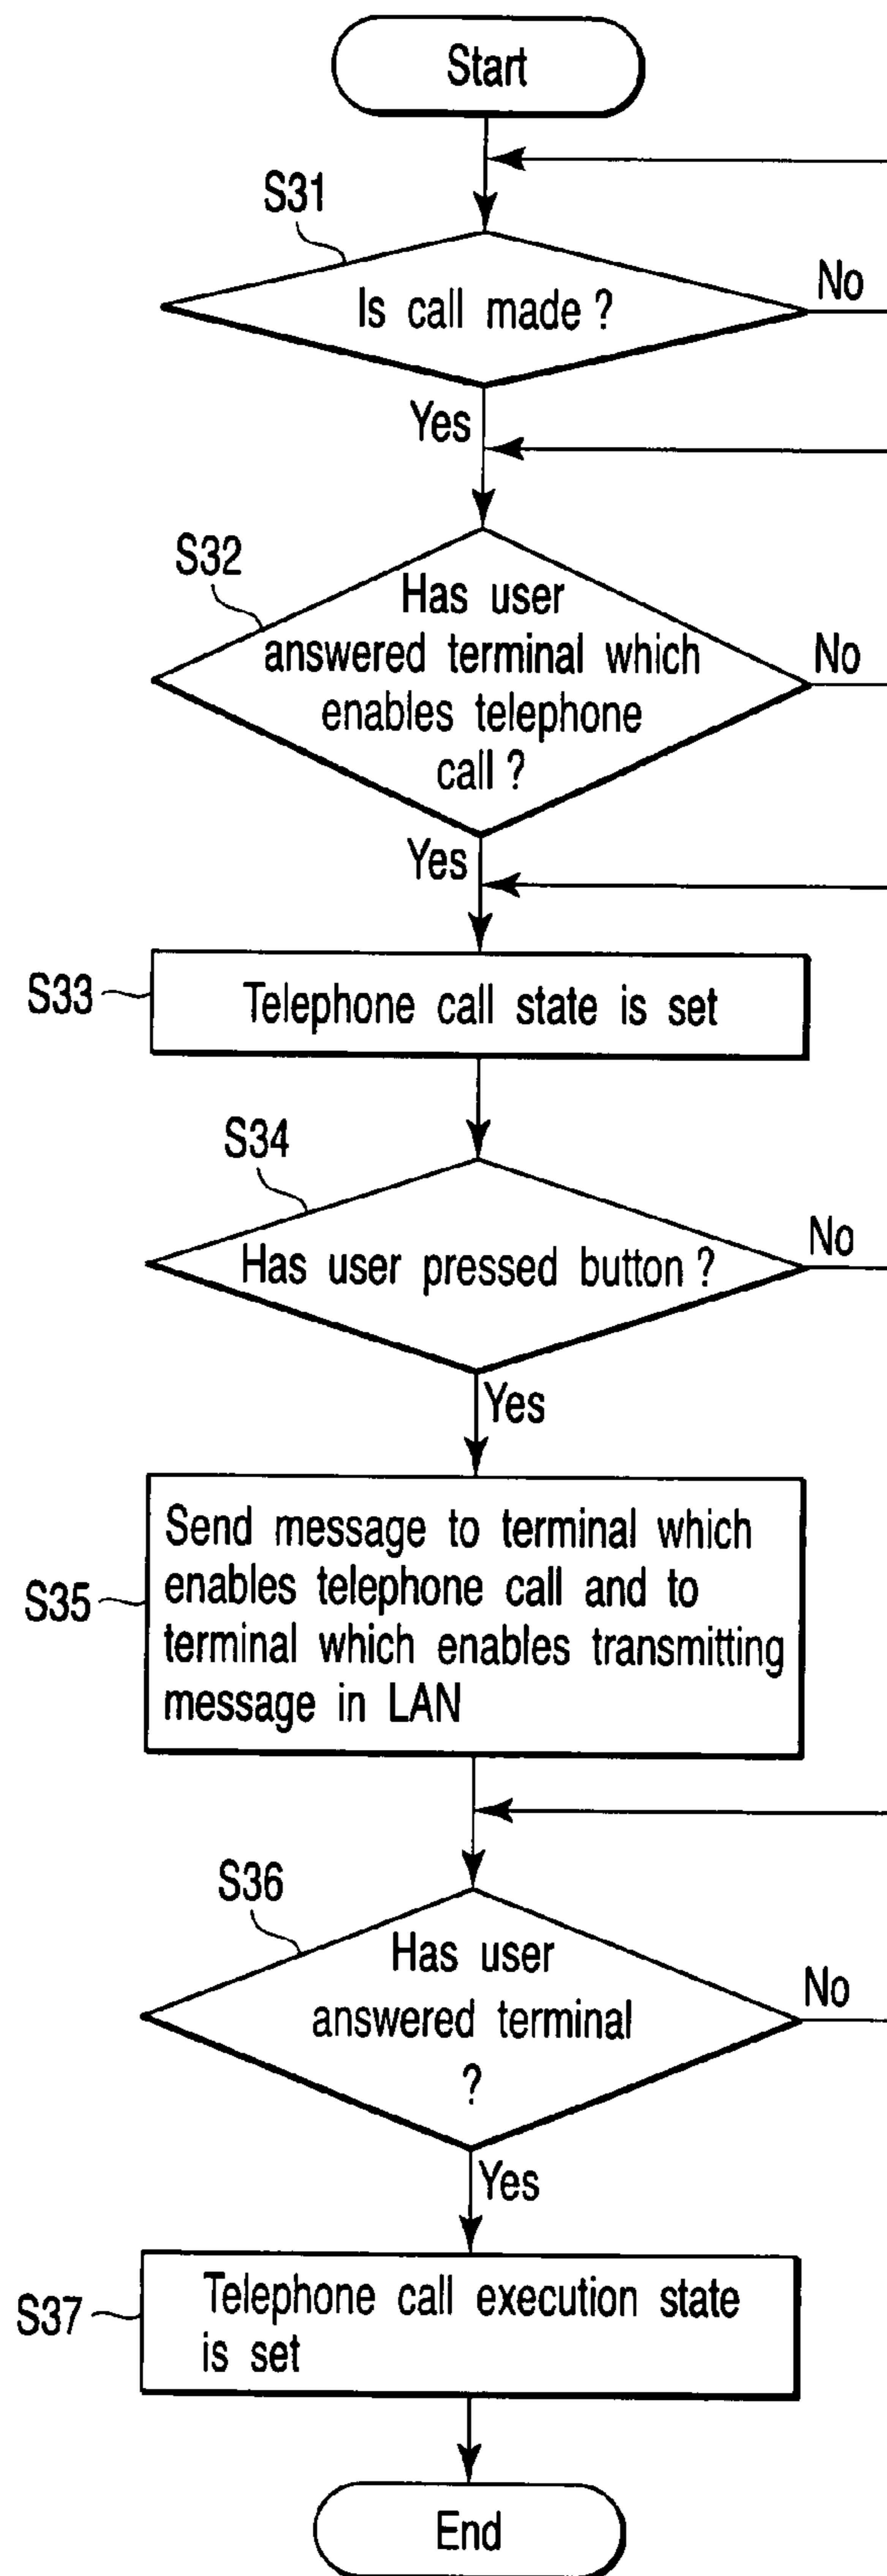 Start
S31
Is call made ?
No
Yes
S32
Has user
answered terminal which
enables telephone
call ?
No
Yes
S33
Telephone call state is set
S34
Has user pressed button ?
No
Yes
S35
Send message to terminal which
enables telephone call and to
terminal which enables transmitting
message in LAN
S36
Has user
answered terminal
?
No
Yes
S37
Telephone call execution state
is set
End